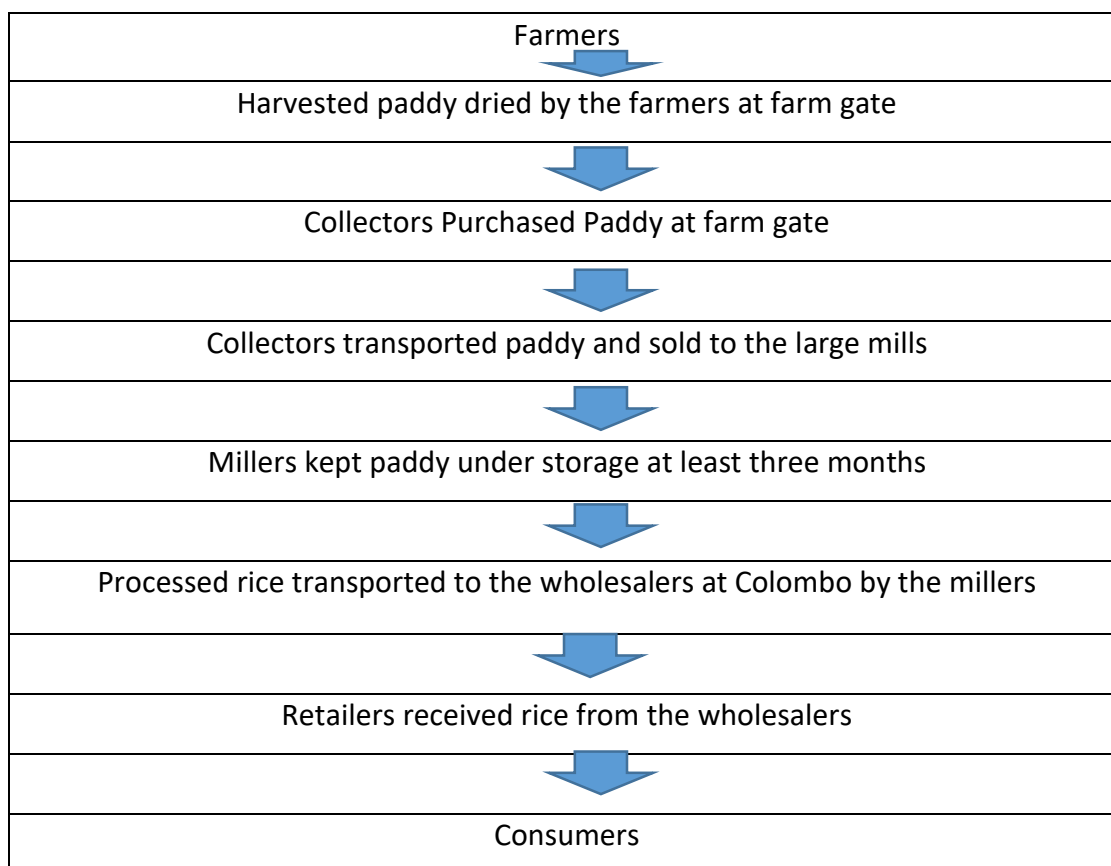 Farmers
Harvested paddy dried by the farmers at farm gate
Collectors Purchased Paddy at farm gate
Collectors transported paddy and sold to the large mills
Millers kept paddy under storage at least three months
Processed rice transported to the wholesalers at Colombo by the millers
Retailers received rice from the wholesalers
Consumers